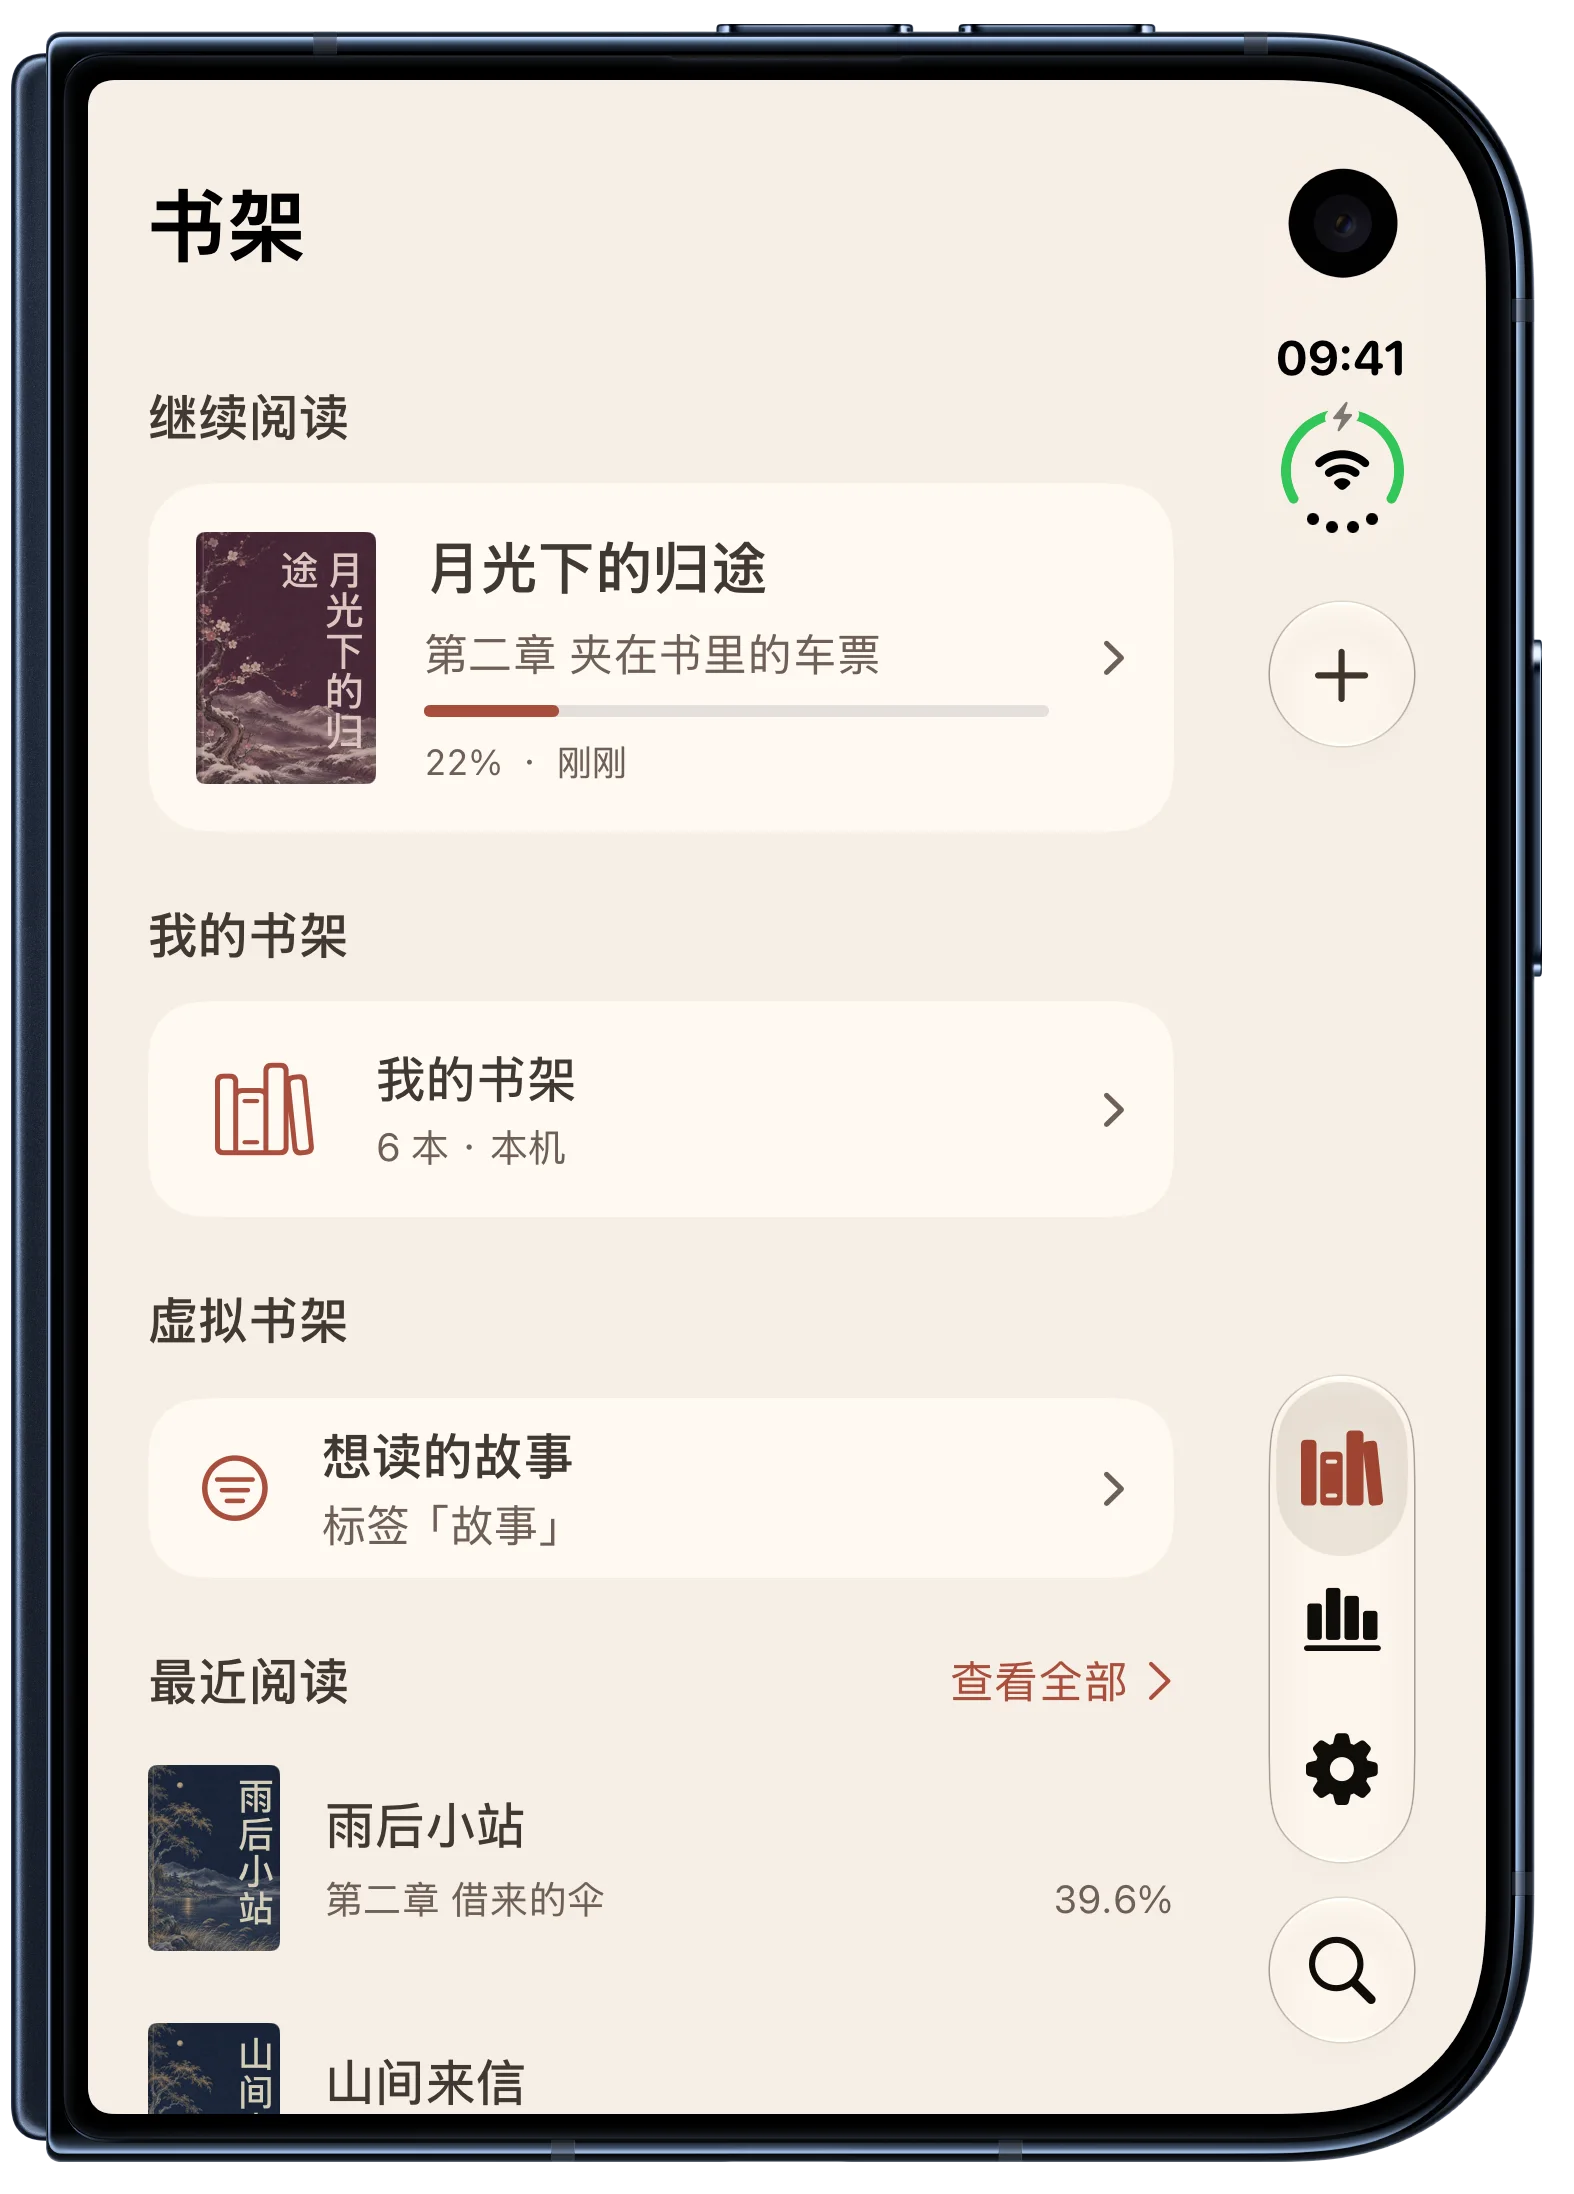 书架
09:41
继续阅读
月光下的归
途
月光下的归途
第二章 夹在书里的车票
22% · 刚刚
我的书架
我的书架
6 本 · 本机
虚拟书架
想读的故事
标签「故事」
最近阅读
查看全部
雨后小站
雨后小站
第二章 借来的伞
39.6%
山间
山间来信